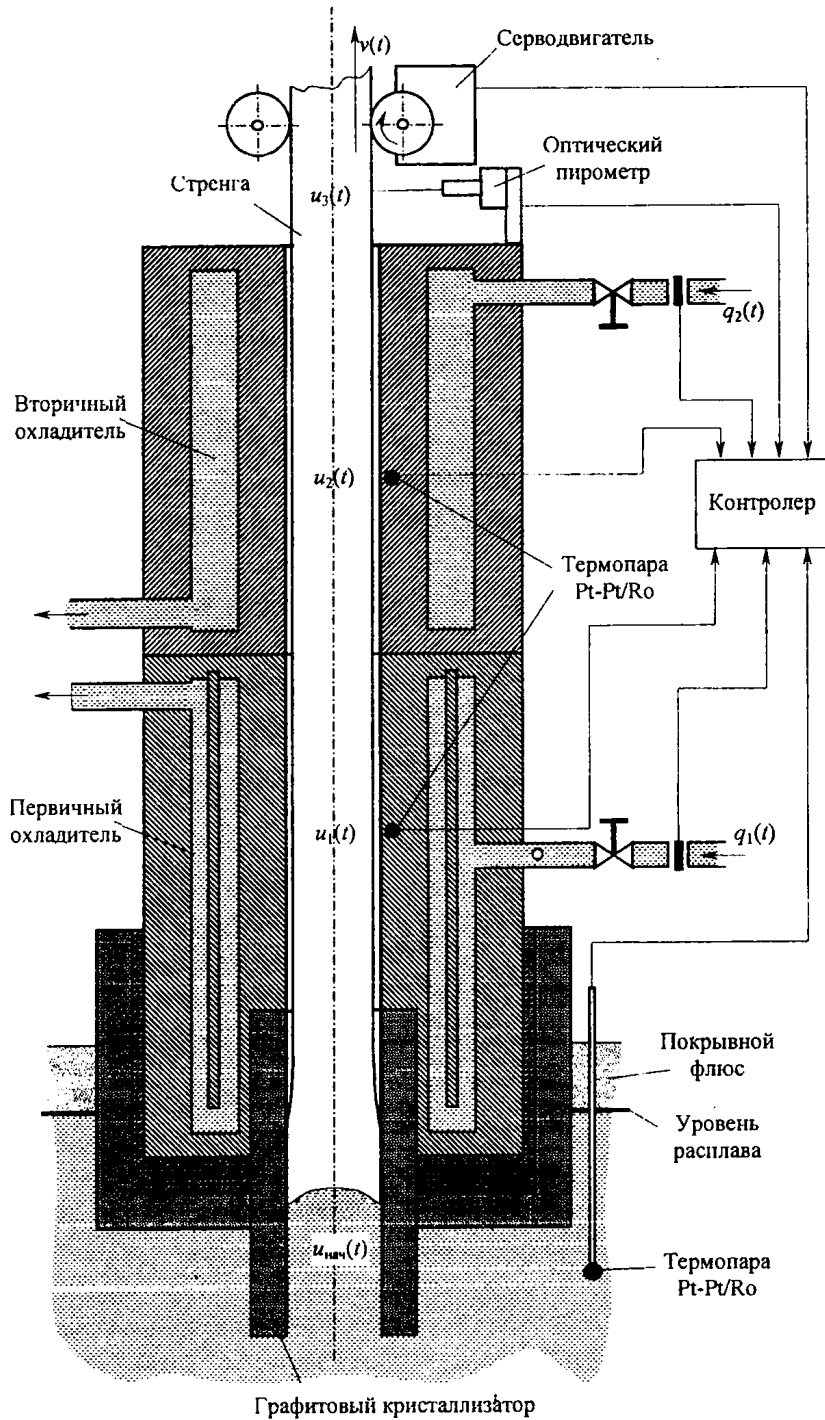 v(t)
Серводвигатель
Оптический
пирометр
Стренга
u₃(t)
q₂(t)
Вторичный
охладитель
u₂(t)
Контролер
Термопара
Pt-Pt/Ro
Первичный
охладитель
u₁(t)
q₁(t)
Покрывной
флюс
Уровень
расплава
uнач(t)
Термопара
Pt-Pt/Ro
Графитовый кристаллизатор